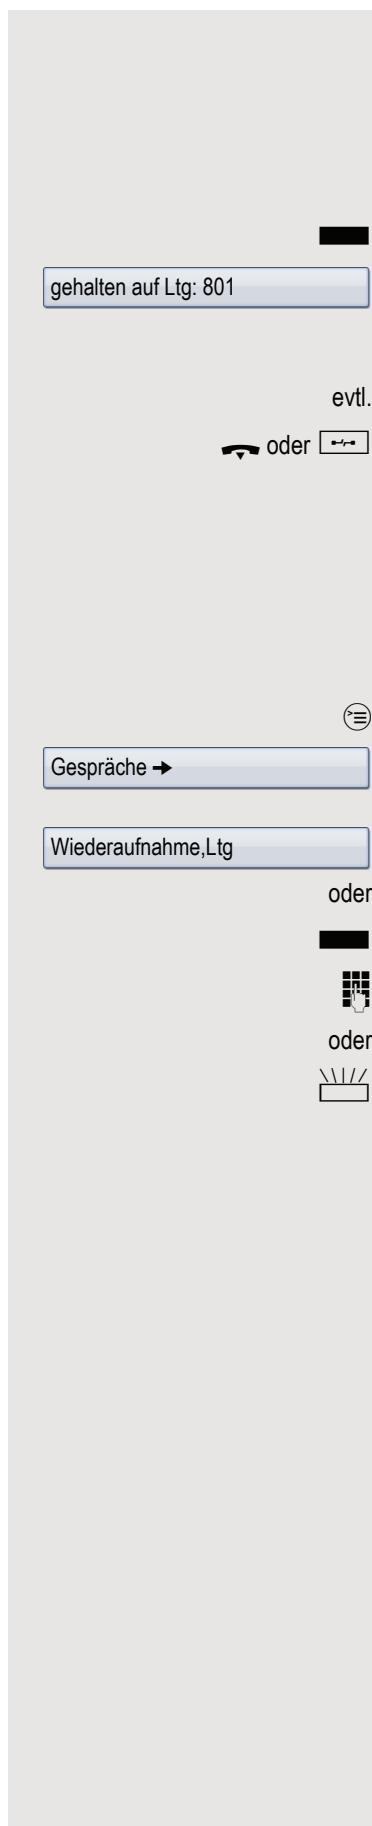 gehalten auf Ltg: 801
evtl.
oder
Gespräche →
Wiederaufnahme,Ltg
oder
oder